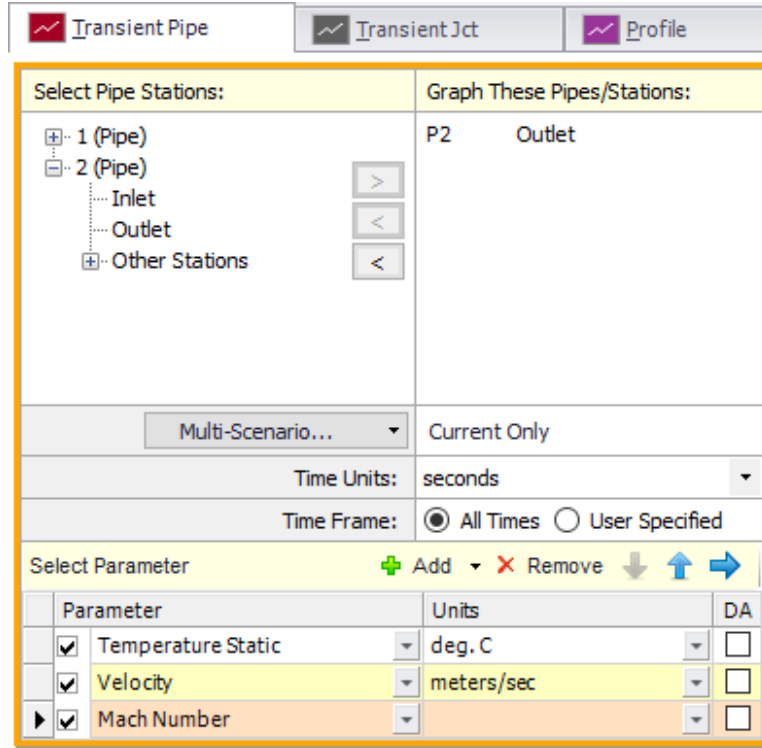 Transient Pipe Transient Jct Profile
Select Pipe Stations: Graph These Pipes/Stations:
1 (Pipe) P2 Outlet
2 (Pipe)
>
Inlet
Outlet <
Other Stations <
Multi-Scenario... Current Only
Time Units: seconds
Time Frame: All Times User Specified
Select Parameter Add Remove
Parameter Units DA
Temperature Static deg. C
Velocity meters/sec
Mach Number